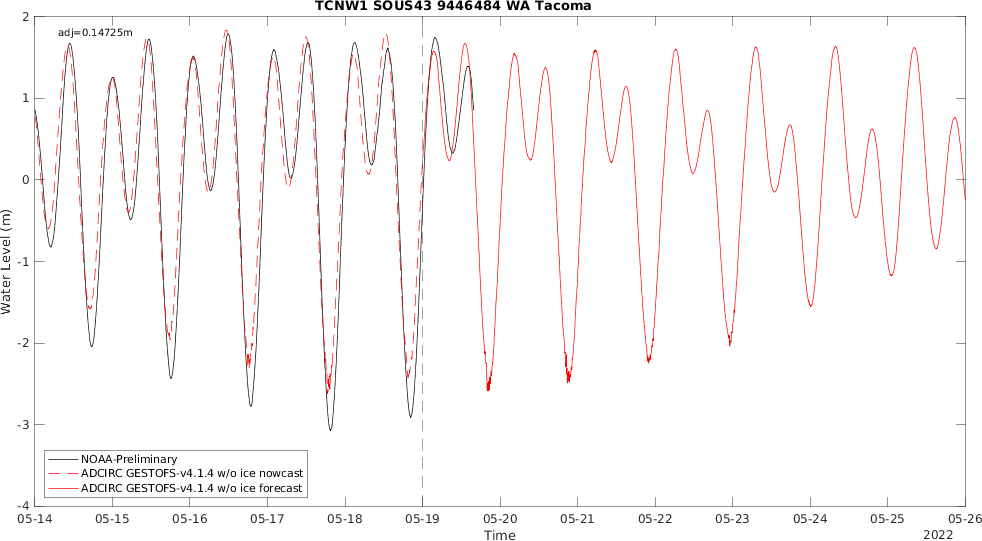 TCNW1 SOUS43 9446484 WA Tacoma
adj=0.14725m
2
1
0
-1
-2
-3
-4
Water Level (m)
NOAA-Preliminary
ADCIRC GESTOFS-v4.1.4 w/o ice nowcast
ADCIRC GESTOFS-v4.1.4 w/o ice forecast
05-14 05-15 05-16 05-17 05-18 05-19 05-20 05-21 05-22 05-23 05-24 05-25 05-26
Time
2022